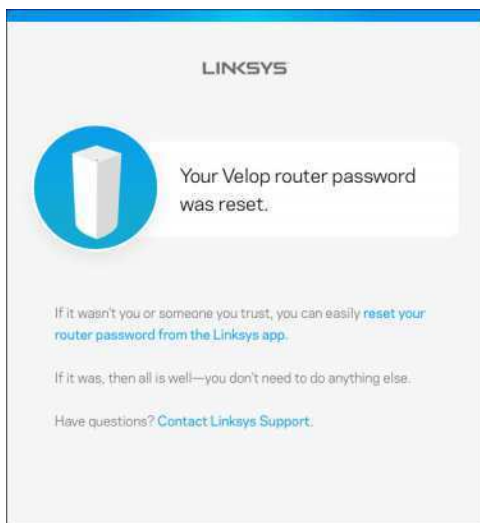 LINKSYS
Your Velop router password
was reset.
If it wasn't you or someone you trust, you can easily reset your
router password from the Linksys app.
If it was, then all is well—you don't need to do anything else.
Have questions? Contact Linksys Support.